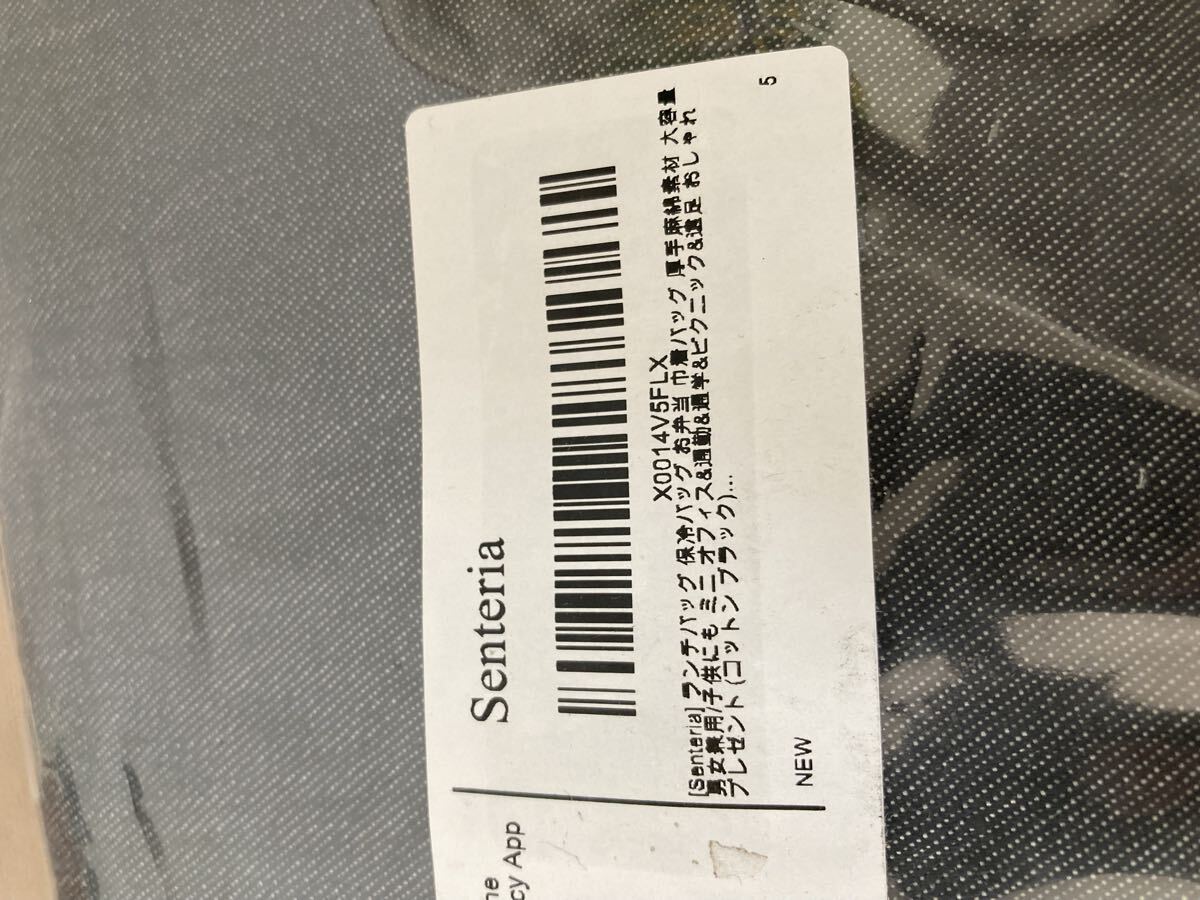 ne
cy App
Senteria
X0014V5FLX
[Senteria] ランチバッグ 保冷バッグ お弁当 巾着バッグ 厚手麻綿素材 大容量
男女兼用/子供にも ミニ オフィス&通勤&通学&ピクニック&遠足 おしゃれ
プレゼント (コットン ブラック)...
NEW
5